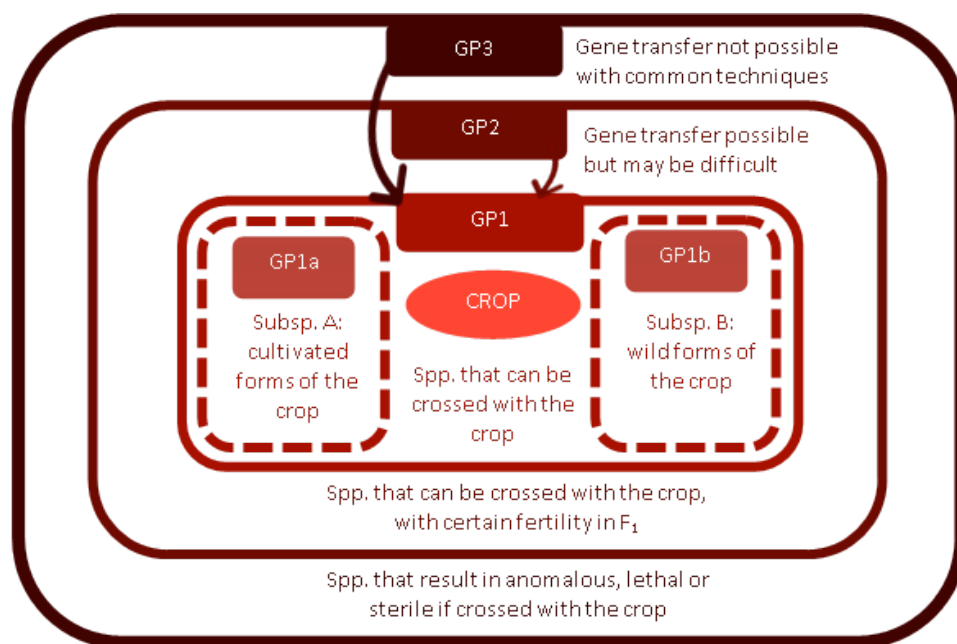 GP3
Gene transfer not possible
with common techniques
GP2
Gene transfer possible
but may be difficult
GP1
GP1a
GP1b
CROP
Subsp. A:
cultivated
forms of the
crop
Spp. that can be
crossed with the
crop
Subsp. B:
wild forms of
the crop
Spp. that can be crossed with the crop,
with certain fertility in F₁
Spp. that result in anomalous, lethal or
sterile if crossed with the crop